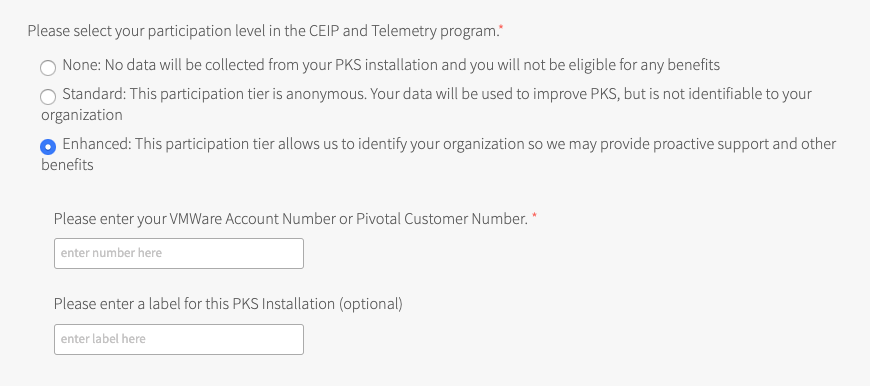 Please select your participation level in the CEIP and Telemetry program.*
None: No data will be collected from your PKS installation and you will not be eligible for any benefits
Standard: This participation tier is anonymous. Your data will be used to improve PKS, but is not identifiable to your
organization
Enhanced: This participation tier allows us to identify your organization so we may provide proactive support and other
benefits
Please enter your VMWare Account Number or Pivotal Customer Number. *
enter number here
Please enter a label for this PKS Installation (optional)
enter label here